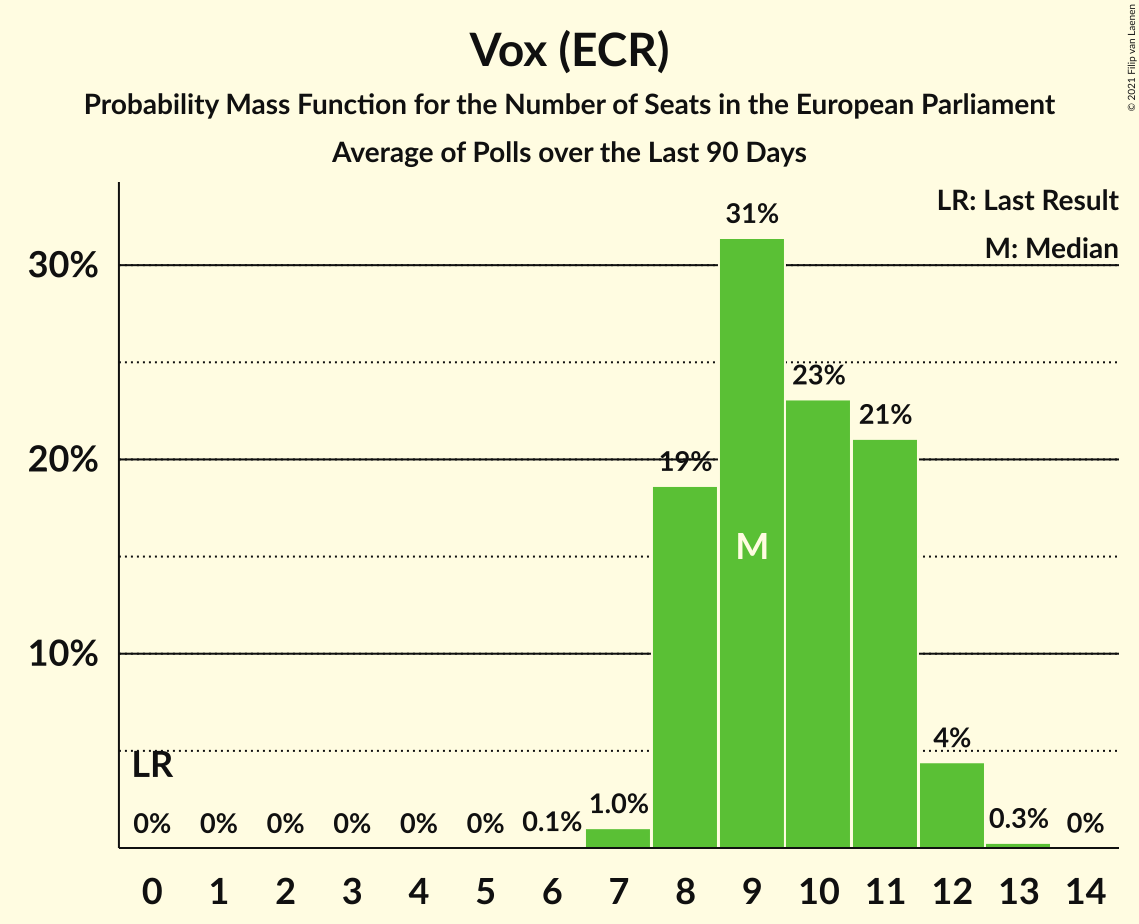 Vox (ECR)
Probability Mass Function for the Number of Seats in the European Parliament
Average of Polls over the Last 90 Days
© 2021 Filip van Laenen
LR: Last Result
M: Median
30%
20%
10%
31%
23%
21%
19%
M
4%
LR
0% 0% 0% 0% 0% 0% 0.1% 1.0% 0.3% 0%
0 1 2 3 4 5 6 7 8 9 10 11 12 13 14